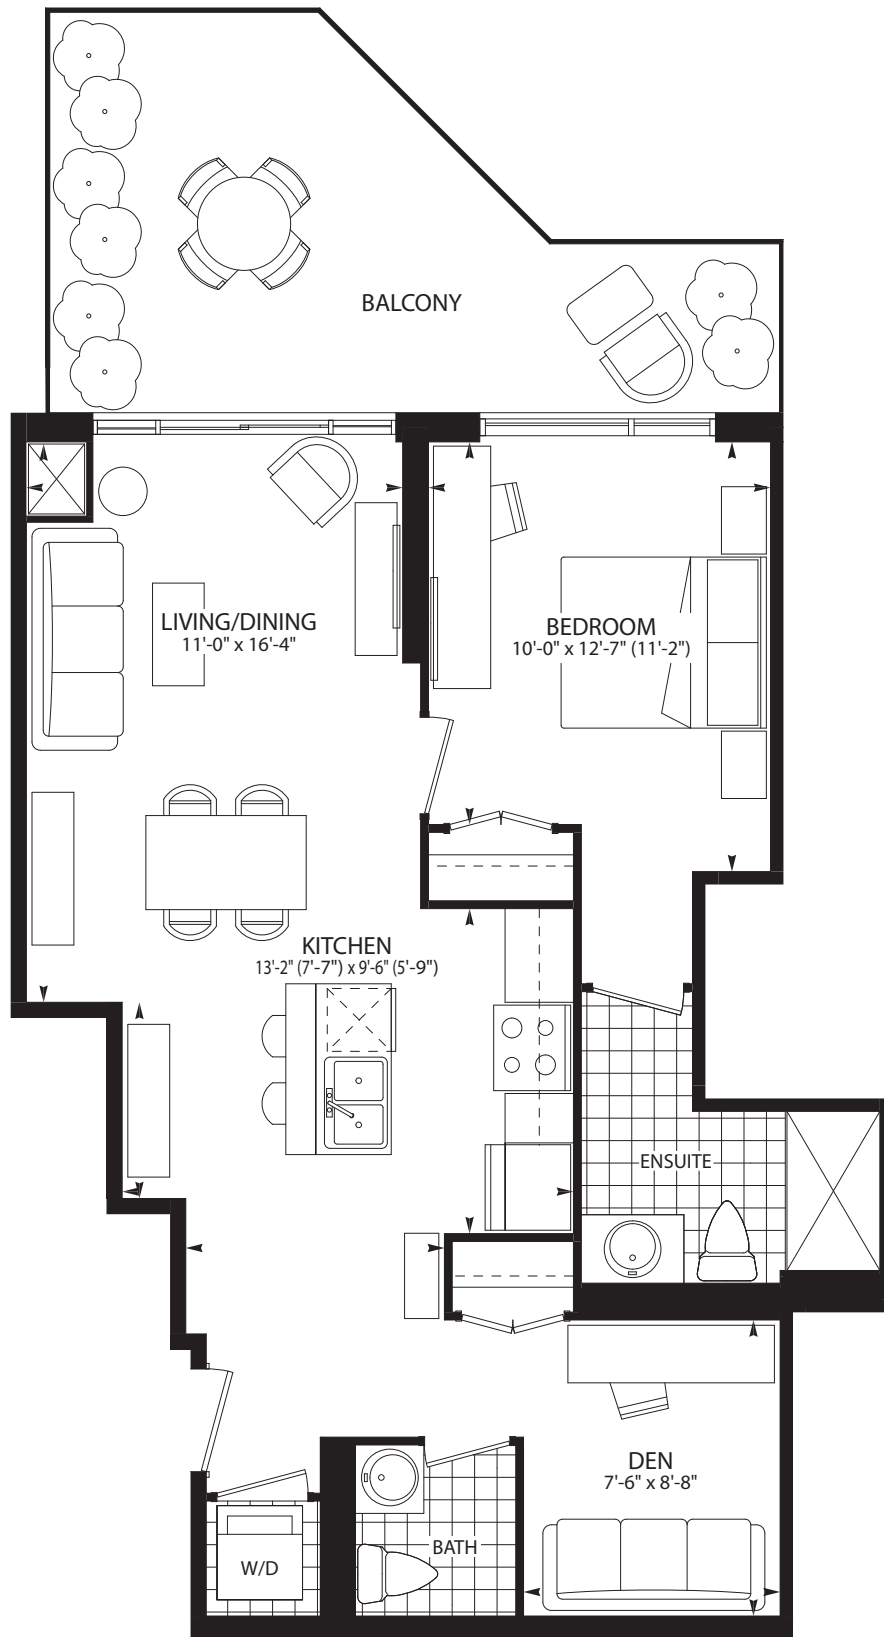 BALCONY
LIVING/DINING
11'-0" x 16'-4"
BEDROOM
10'-0" x 12'-7" (11'-2")
KITCHEN
13'-2" (7'-7") x 9'-6" (5'-9")
ENSUITE
DEN
7'-6" x 8'-8"
BATH
W/D